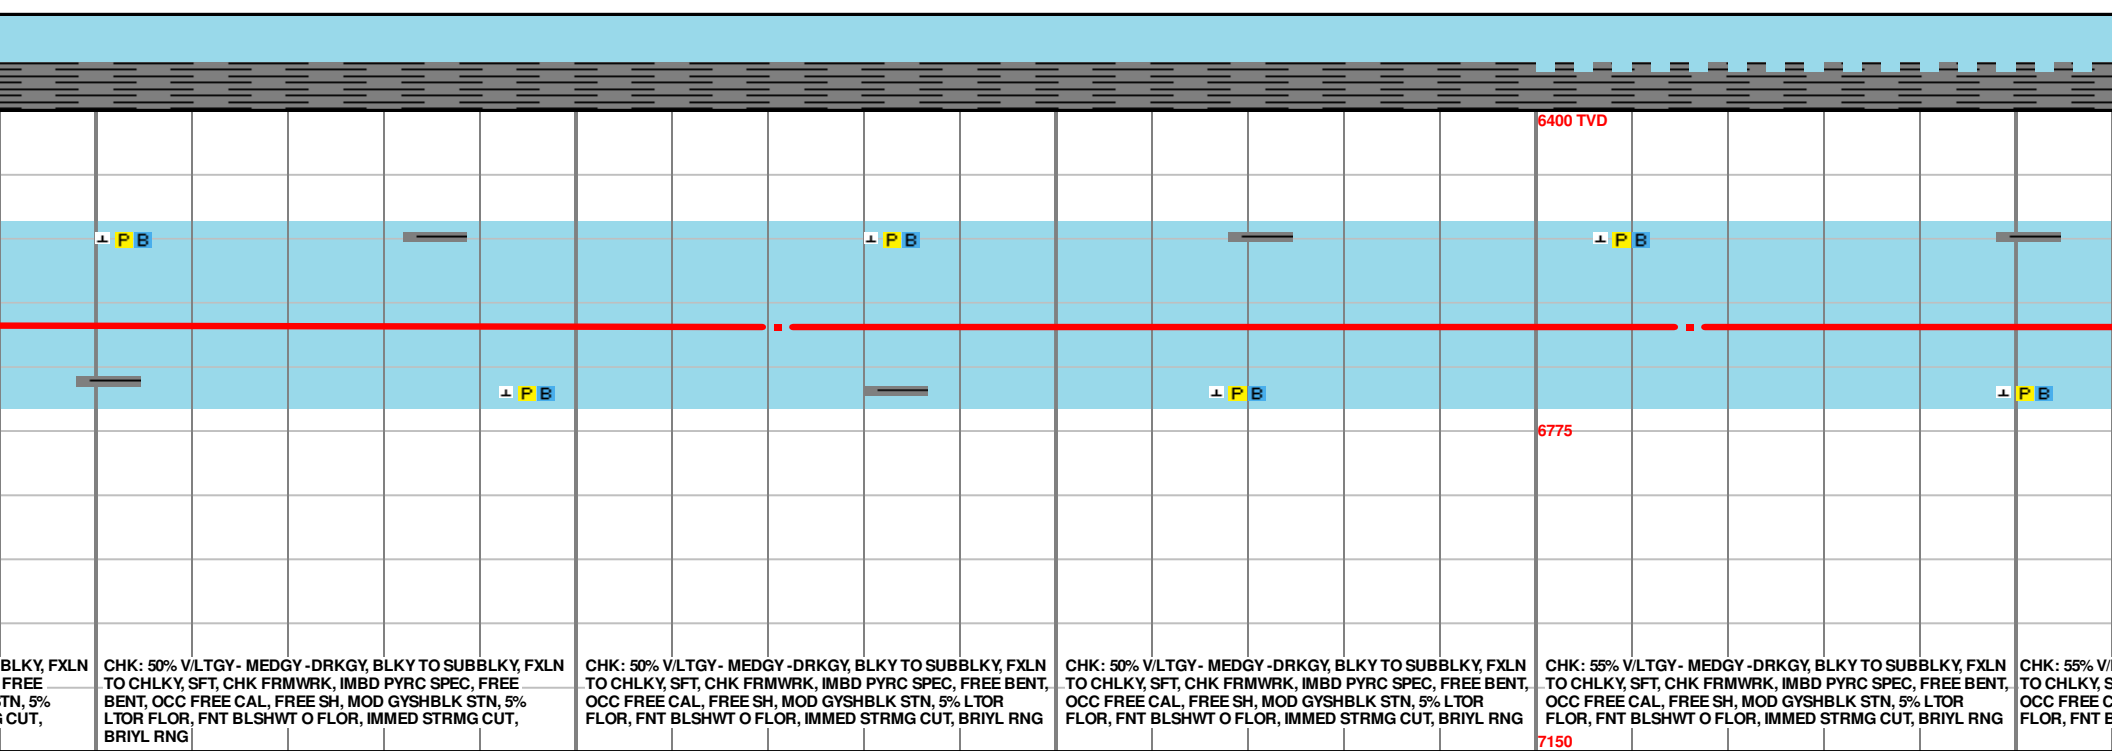 6400 TVD
P B
P B
P B
P B
P B
P B
6775
BLKY, FXLN
FREE
STN, 5%
CUT,
CHK: 50% V/LTGY- MEDGY -DRKGY, BLKY TO SUBBLKY, FXLN
TO CHLKY, SFT, CHK FRMWRK, IMBD PYRC SPEC, FREE
BENT, OCC FREE CAL, FREE SH, MOD GYSHBLK STN, 5%
LTOR FLOR, FNT BLSHWT O FLOR, IMMED STRMG CUT,
BRIYL RNG
CHK: 50% V/LTGY- MEDGY -DRKGY, BLKY TO SUBBLKY, FXLN
TO CHLKY, SFT, CHK FRMWRK, IMBD PYRC SPEC, FREE BENT,
OCC FREE CAL, FREE SH, MOD GYSHBLK STN, 5% LTOR
FLOR, FNT BLSHWT O FLOR, IMMED STRMG CUT, BRIYL RNG
CHK: 50% V/LTGY- MEDGY -DRKGY, BLKY TO SUBBLKY, FXLN
TO CHLKY, SFT, CHK FRMWRK, IMBD PYRC SPEC, FREE BENT,
OCC FREE CAL, FREE SH, MOD GYSHBLK STN, 5% LTOR
FLOR, FNT BLSHWT O FLOR, IMMED STRMG CUT, BRIYL RNG
CHK: 55% V/LTGY- MEDGY -DRKGY, BLKY TO SUBBLKY, FXLN
TO CHLKY, SFT, CHK FRMWRK, IMBD PYRC SPEC, FREE BENT,
OCC FREE CAL, FREE SH, MOD GYSHBLK STN, 5% LTOR
FLOR, FNT BLSHWT O FLOR, IMMED STRMG CUT, BRIYL RNG
CHK: 55% V/
TO CHLKY, S
OCC FREE C
FLOR, FNT B
7150